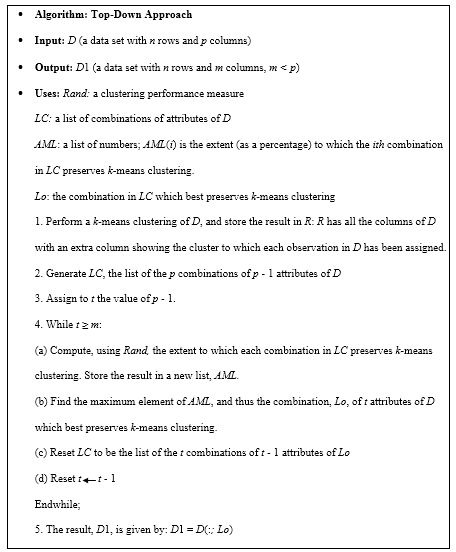 • Algorithm: Top-Down Approach
• Input: D (a data set with n rows and p columns)
• Output: D1 (a data set with n rows and m columns, m < p)
• Uses: Rand: a clustering performance measure
LC: a list of combinations of attributes of D
AML: a list of numbers; AML(i) is the extent (as a percentage) to which the ith combination
in LC preserves k-means clustering.
Lo: the combination in LC which best preserves k-means clustering
1. Perform a k-means clustering of D, and store the result in R: R has all the columns of D
with an extra column showing the cluster to which each observation in D has been assigned.
2. Generate LC, the list of the p combinations of p - 1 attributes of D
3. Assign to t the value of p - 1.
4. While t ≥ m:
(a) Compute, using Rand, the extent to which each combination in LC preserves k-means
clustering. Store the result in a new list, AML.
(b) Find the maximum element of AML, and thus the combination, Lo, of t attributes of D
which best preserves k-means clustering.
(c) Reset LC to be the list of the t combinations of t - 1 attributes of Lo
(d) Reset t ← t - 1
Endwhile;
5. The result, D1, is given by: D1 = D(:; Lo)